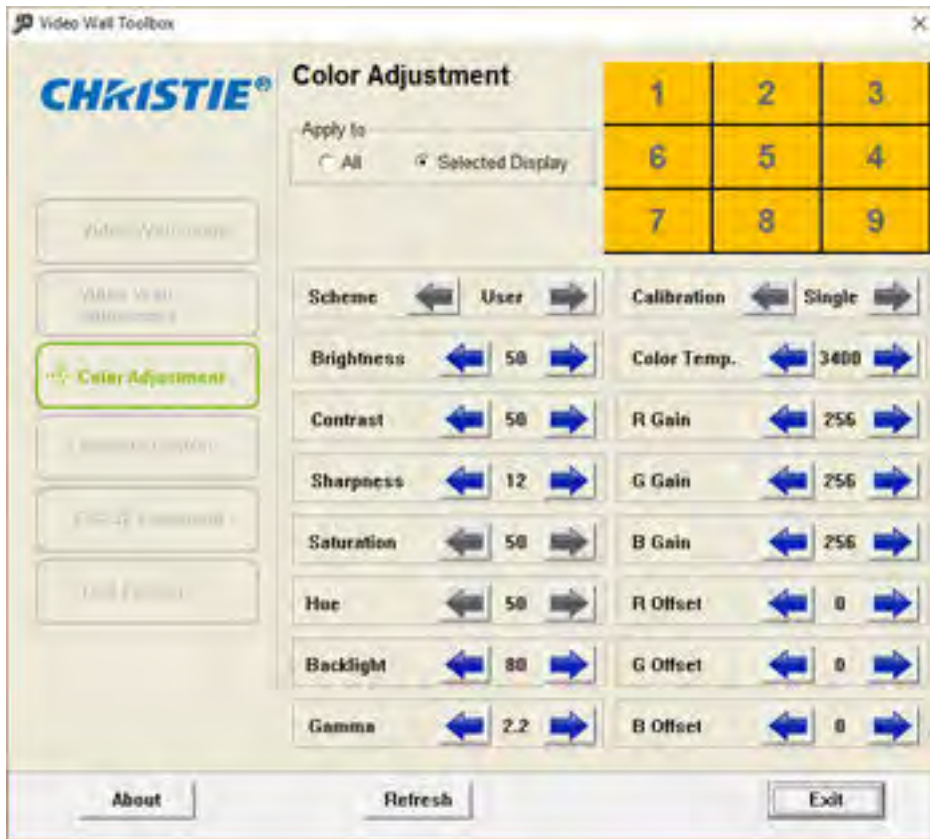 Video Wall Toolbox
CHRISTIE®
Color Adjustment
Apply to
All
Selected Display
1 2 3
6 5 4
7 8 9
Color Adjustment
Scheme User
Calibration Single
Brightness 50
Color Temp. 3400
Contrast 50
R Gain 256
Sharpness 12
G Gain 256
Saturation 50
B Gain 256
Hue 50
R Offset 0
Backlight 80
G Offset 0
Gamma 2.2
B Offset 0
About
Refresh
Exit